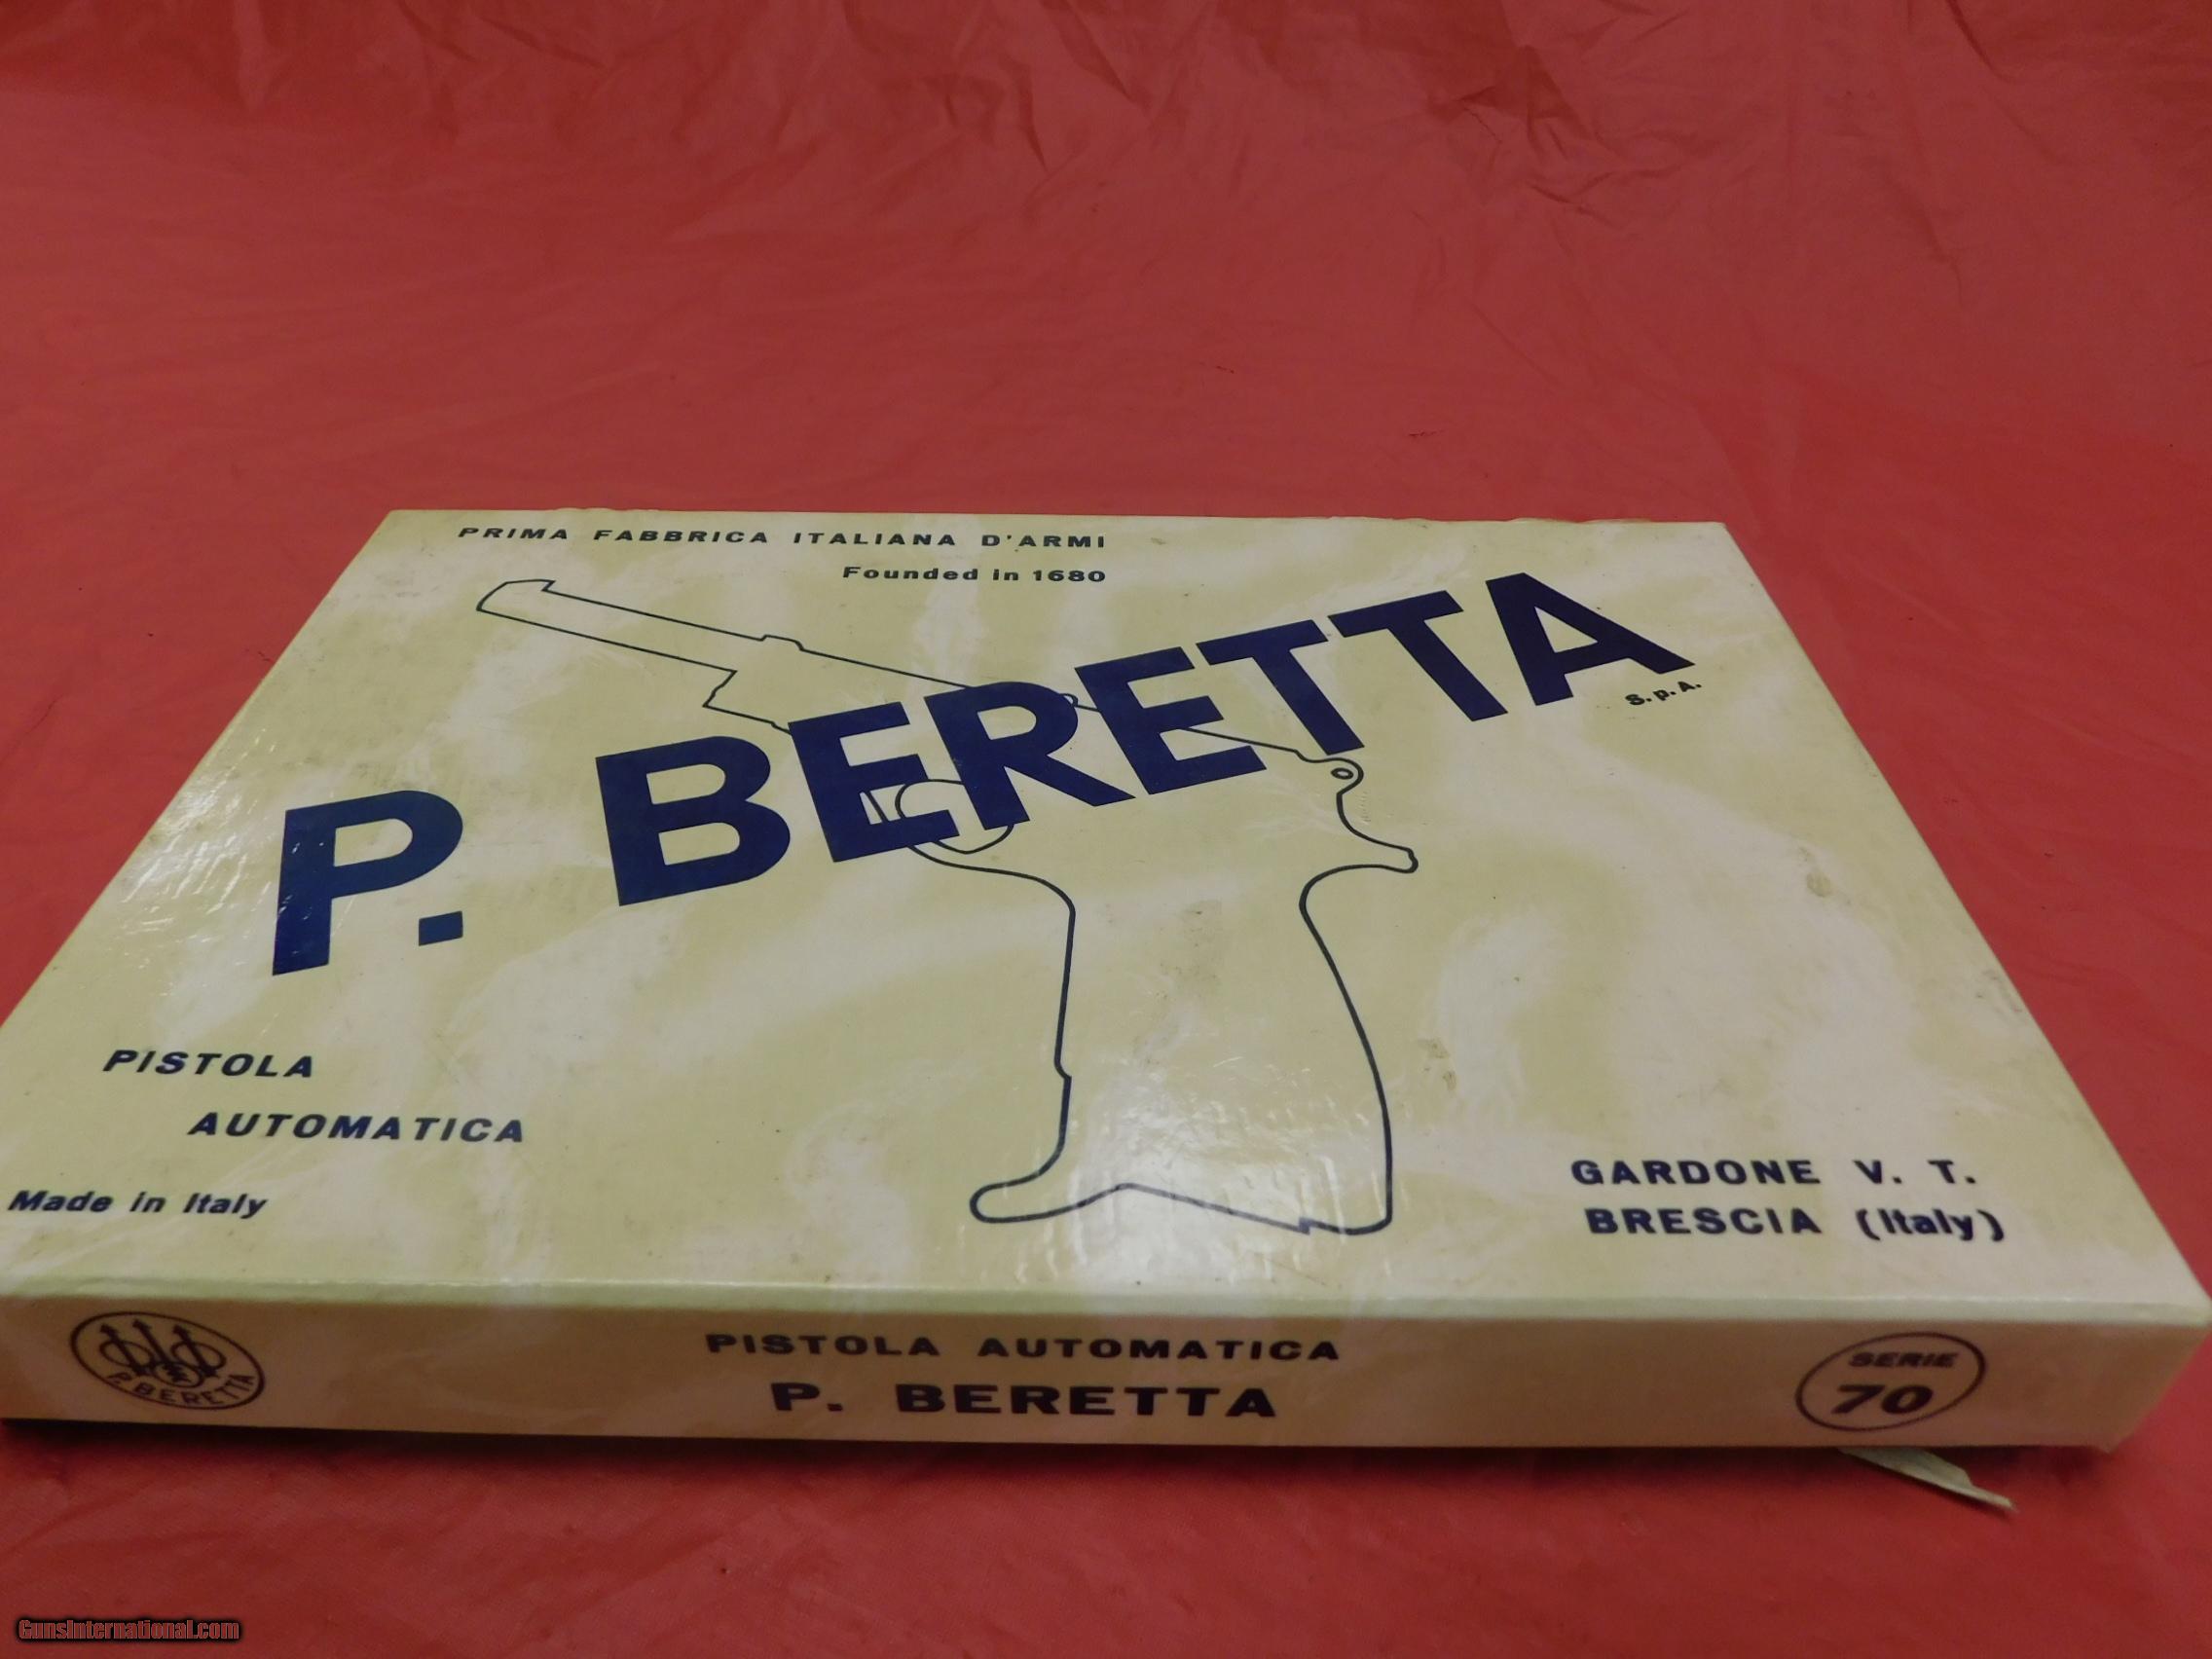 PRIMA FABBRICA ITALIANA D'ARMI
Founded in 1680
P. BERETTA
S.p.A.
PISTOLA
AUTOMATICA
Made in Italy
GARDONE V. T.
BRESCIA (Italy)
P. BERETTA
PISTOLA AUTOMATICA
P. BERETTA
SERIE
70
GunsInternational.com